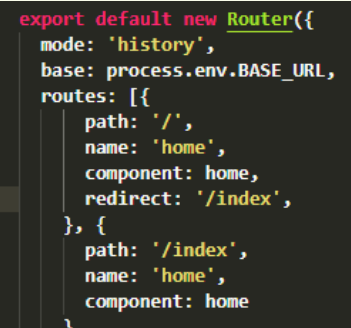 export default new Router({
mode: 'history',
base: process.env.BASE_URL,
routes: [{
path: '/',
name: 'home',
component: home,
redirect: '/index',
}, {
path: '/index',
name: 'home',
component: home
}